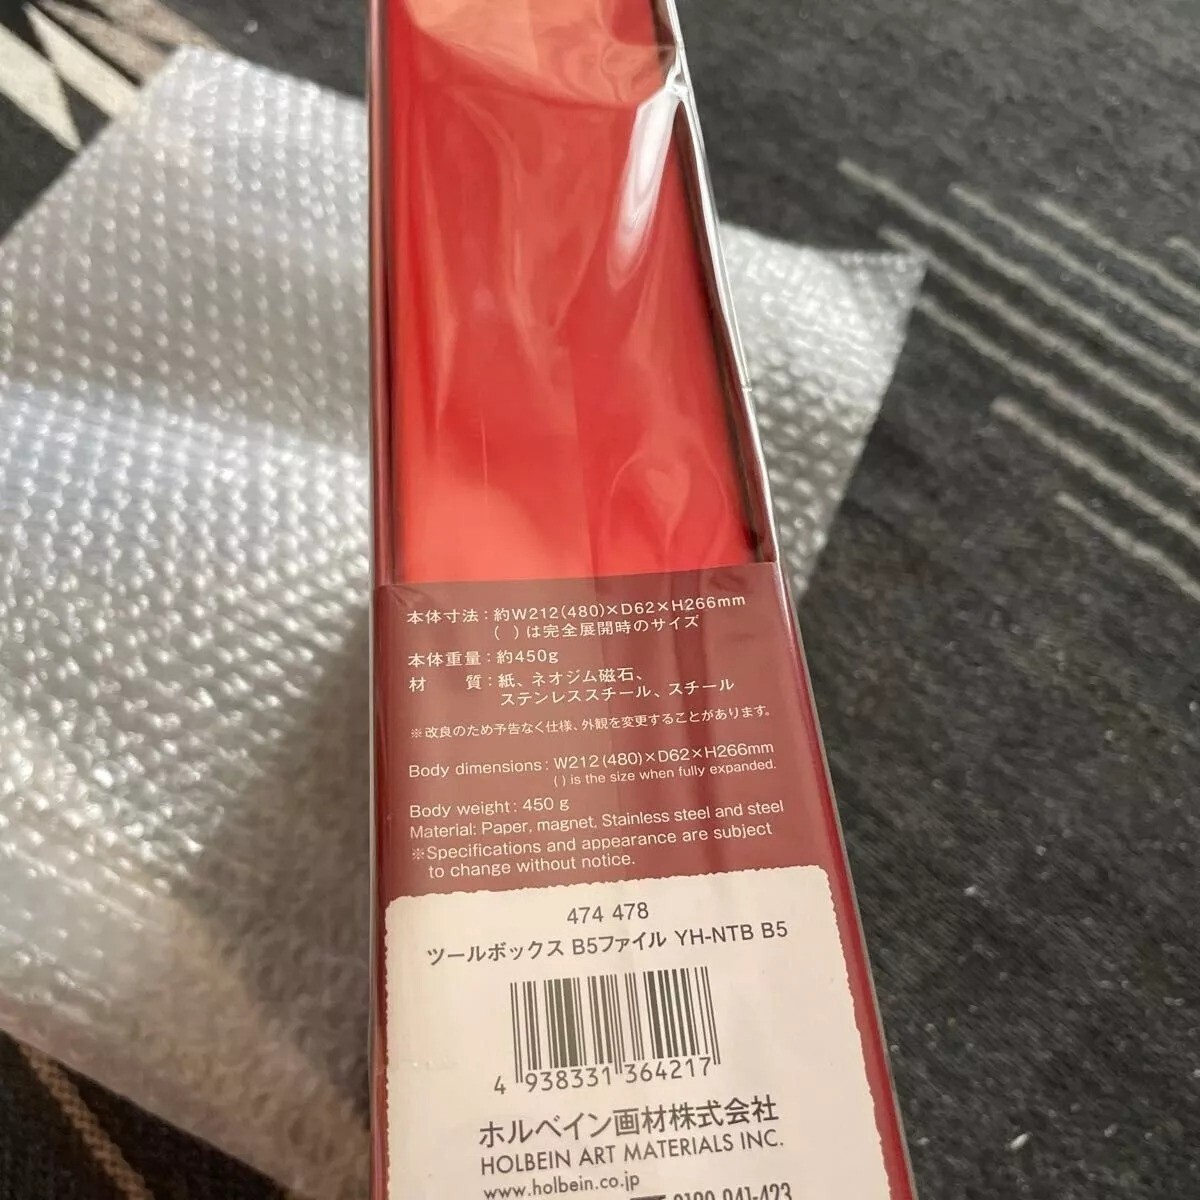 本体寸法：約W212(480)×D62×H266mm
( )は完全展開時のサイズ
本体重量：約450g
材　質：紙、ネオジム磁石、
ステンレススチール、スチール
※改良のため予告なく仕様、外観を変更することがあります。
Body dimensions: W212(480)×D62×H266mm
( ) is the size when fully expanded.
Body weight: 450 g
Material: Paper, magnet, Stainless steel and steel
※Specifications and appearance are subject
to change without notice.
474 478
ツールボックス B5ファイル YH-NTB B5
4 938331 364217
ホルベイン画材株式会社
HOLBEIN ART MATERIALS INC.
www.holbein.co.jp
0120-941-423